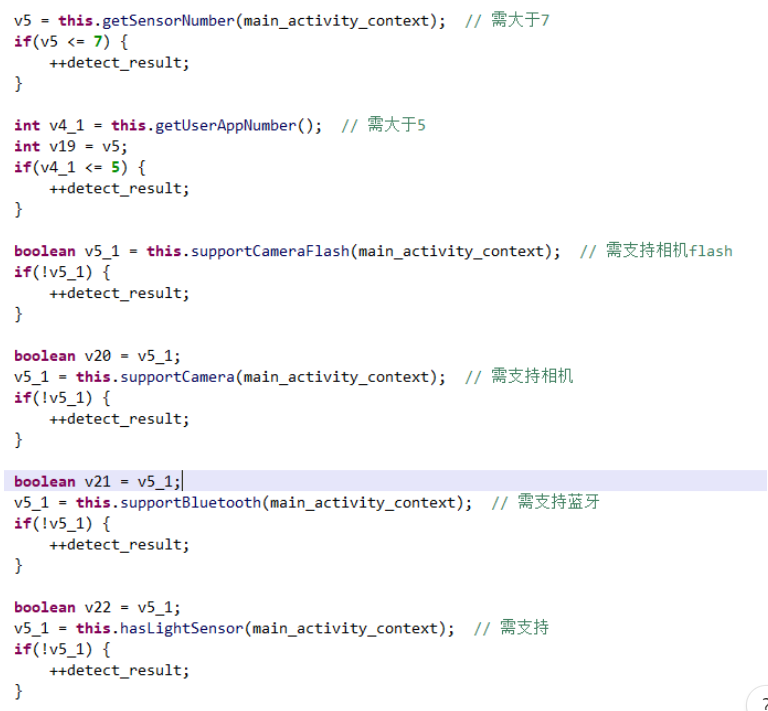 v5 = this.getSensorNumber(main_activity_context);  // 需大于7
if(v5 <= 7) {
    ++detect_result;
}
int v4_1 = this.getUserAppNumber();  // 需大于5
int v19 = v5;
if(v4_1 <= 5) {
    ++detect_result;
}
boolean v5_1 = this.supportCameraFlash(main_activity_context);  // 需支持相机flash
if(!v5_1) {
    ++detect_result;
}
boolean v20 = v5_1;
v5_1 = this.supportCamera(main_activity_context);  // 需支持相机
if(!v5_1) {
    ++detect_result;
}
boolean v21 = v5_1;
v5_1 = this.supportBluetooth(main_activity_context);  // 需支持蓝牙
if(!v5_1) {
    ++detect_result;
}
boolean v22 = v5_1;
v5_1 = this.hasLightSensor(main_activity_context);  // 需支持
if(!v5_1) {
    ++detect_result;
}